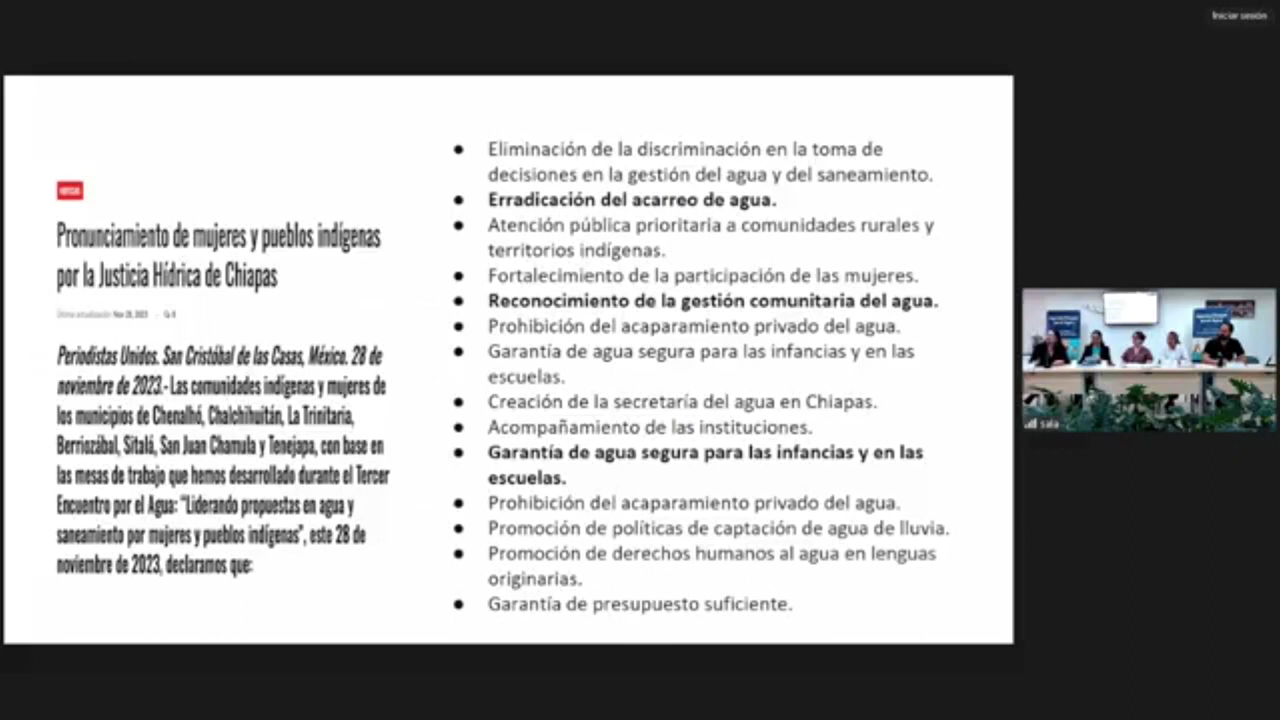 Iniciar sesión
Pronunciamiento de mujeres y pueblos indígenas
por la Justicia Hídrica de Chiapas
Última actualización Nov 28, 2023
Periodistas Unidos. San Cristóbal de las Casas, México. 28 de
noviembre de 2023.- Las comunidades indígenas y mujeres de
los municipios de Chenalhó, Chalchihuitán, La Trinitaria,
Berriozábal, Sitalá, San Juan Chamula y Tenejapa, con base en
las mesas de trabajo que hemos desarrollado durante el Tercer
Encuentro por el Agua: "Liderando propuestas en agua y
saneamiento por mujeres y pueblos indígenas", este 28 de
noviembre de 2023, declaramos que:
● Eliminación de la discriminación en la toma de
decisiones en la gestión del agua y del saneamiento.
● Erradicación del acarreo de agua.
● Atención pública prioritaria a comunidades rurales y
territorios indígenas.
● Fortalecimiento de la participación de las mujeres.
● Reconocimiento de la gestión comunitaria del agua.
● Prohibición del acaparamiento privado del agua.
● Garantía de agua segura para las infancias y en las
escuelas.
● Creación de la secretaría del agua en Chiapas.
● Acompañamiento de las instituciones.
● Garantía de agua segura para las infancias y en las
escuelas.
● Prohibición del acaparamiento privado del agua.
● Promoción de políticas de captación de agua de lluvia.
● Promoción de derechos humanos al agua en lenguas
originarias.
● Garantía de presupuesto suficiente.
sala